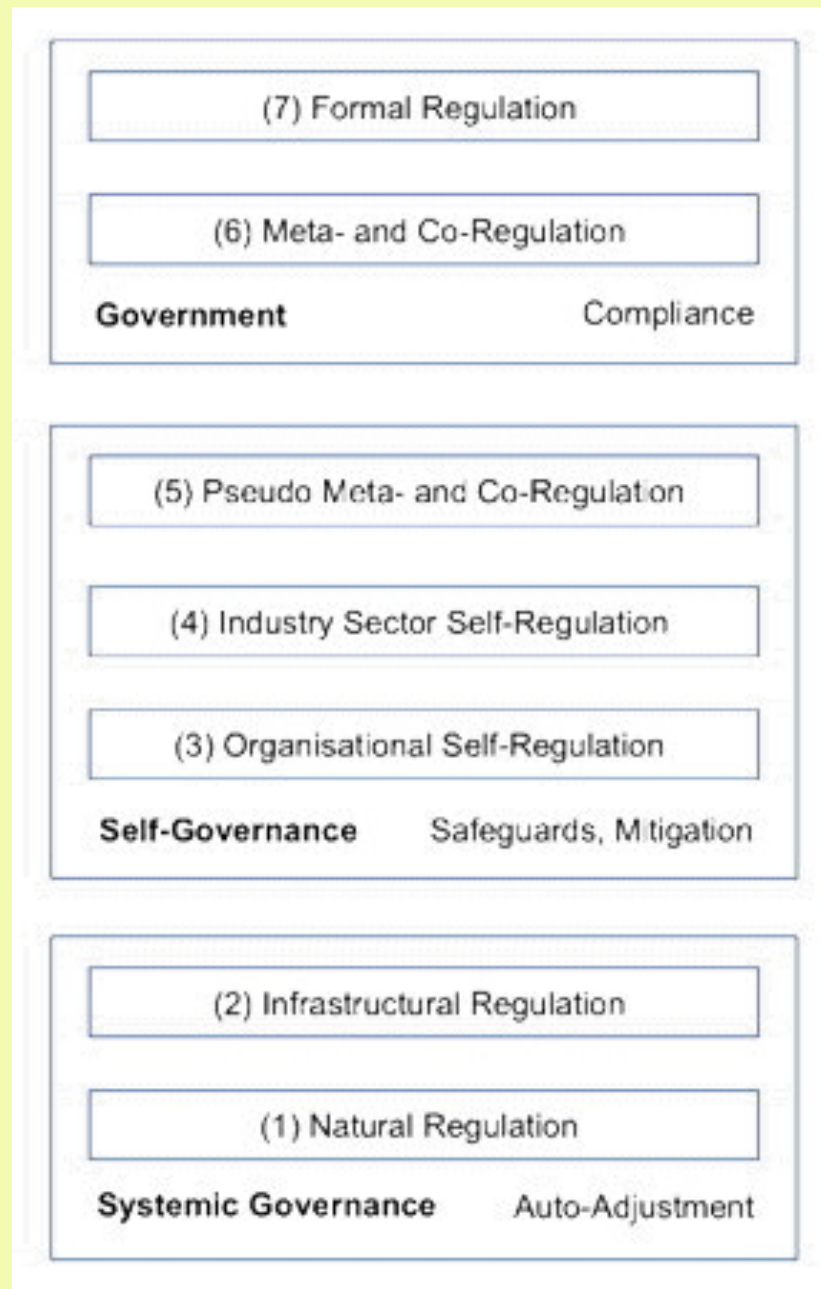 (7) Formal Regulation
(6) Meta- and Co-Regulation
Government Compliance
(5) Pseudo Meta- and Co-Regulation
(4) Industry Sector Self-Regulation
(3) Organisational Self-Regulation
Self-Governance Safeguards, Mitigation
(2) Infrastructural Regulation
(1) Natural Regulation
Systemic Governance Auto-Adjustment